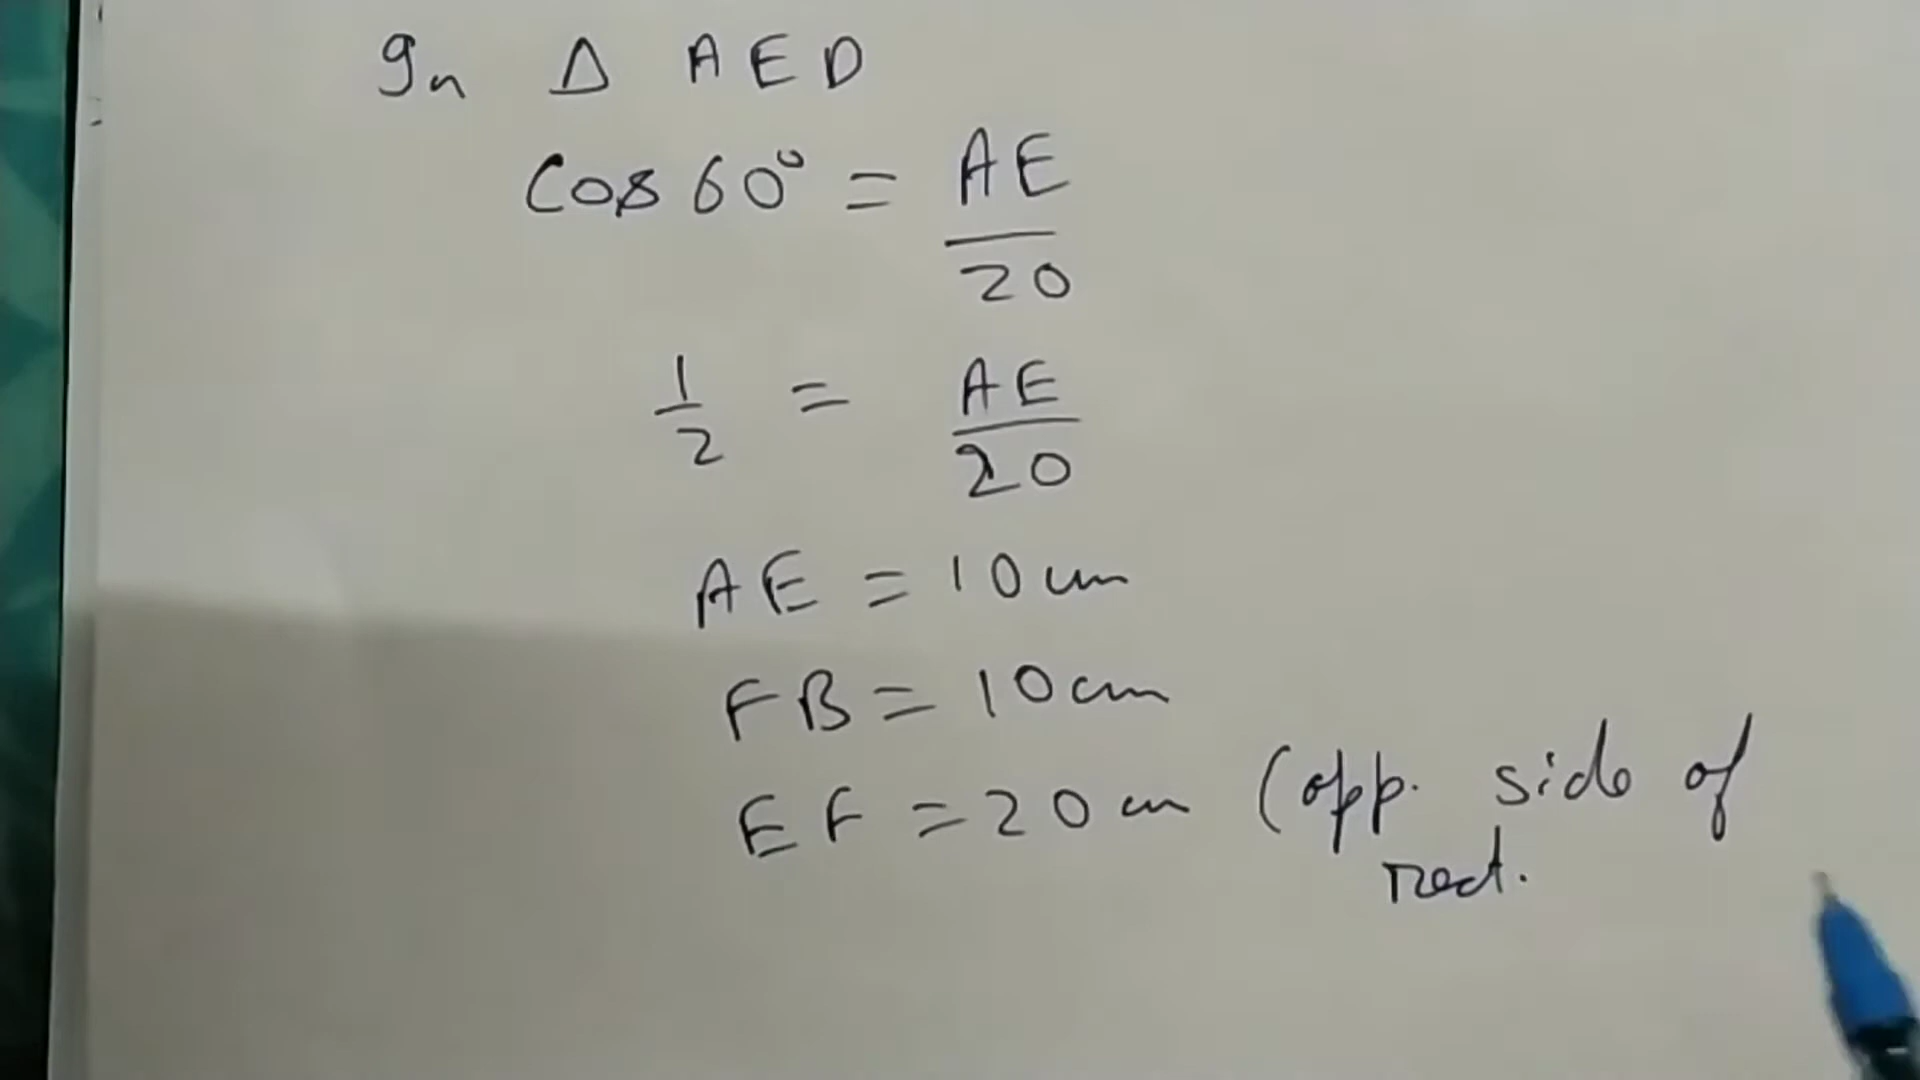 In Δ AED
Cos 60° = AE/20
1/2 = AE/20
AE = 10 cm
FB = 10 cm
EF = 20 cm (opp. side of
rect.